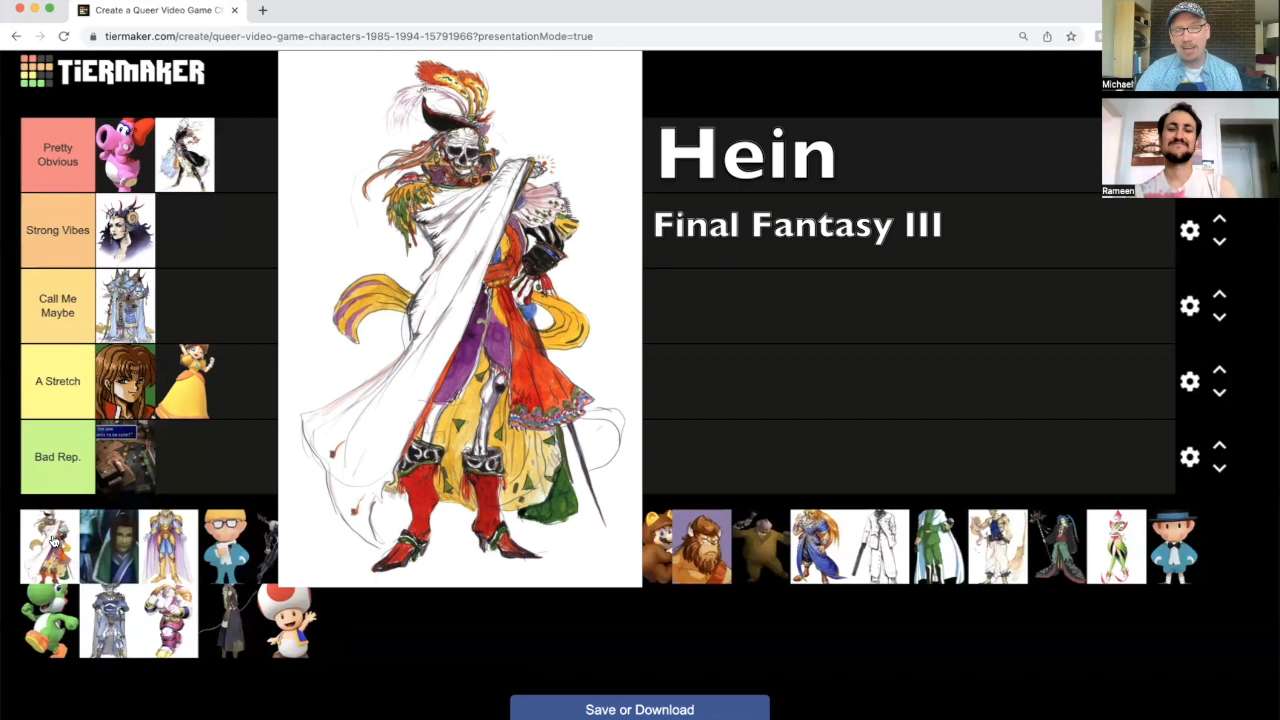 Create a Queer Video Game Ch
tiermaker.com/create/queer-video-game-characters-1985-1994-15791966?presentationMode=true
TiERMAKER
Michael
Rameen
Pretty
Obvious
Hein
Strong Vibes
Final Fantasy III
Call Me
Maybe
A Stretch
Bad Rep.
Save or Download